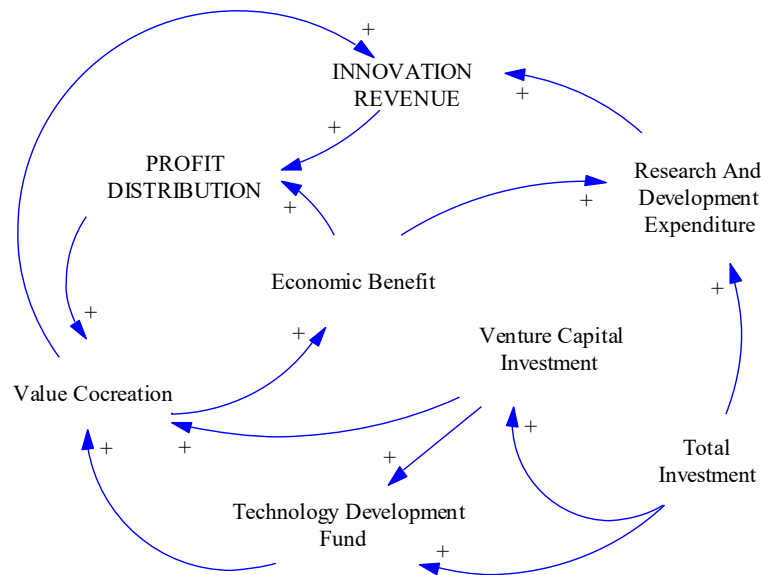 +
INNOVATION
REVENUE
+
+
PROFIT
DISTRIBUTION
+
+
Research And
Development
Expenditure
Economic Benefit
+
+
+
Venture Capital
Investment
Value Cocreation
+
+
+
+
Total
Investment
Technology Development
Fund
+
+